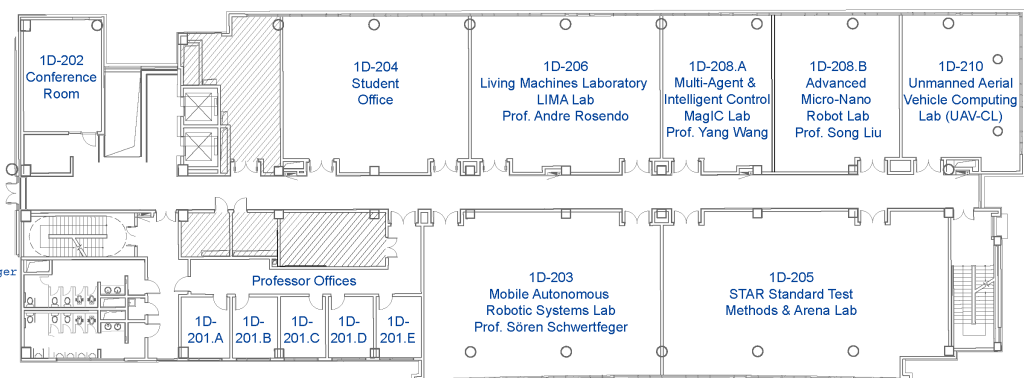 1D-202
Conference
Room
1D-204
Student
Office
1D-206
Living Machines Laboratory
LIMA Lab
Prof. Andre Rosendo
1D-208.A
Multi-Agent &
Intelligent Control
MagIC Lab
Prof. Yang Wang
1D-208.B
Advanced
Micro-Nano
Robot Lab
Prof. Song Liu
1D-210
Unmanned Aerial
Vehicle Computing
Lab (UAV-CL)
ger
Professor Offices
1D-
201.A
1D-
201.B
1D-
201.C
1D-
201.D
1D-
201.E
1D-203
Mobile Autonomous
Robotic Systems Lab
Prof. Sören Schwertfeger
1D-205
STAR Standard Test
Methods & Arena Lab